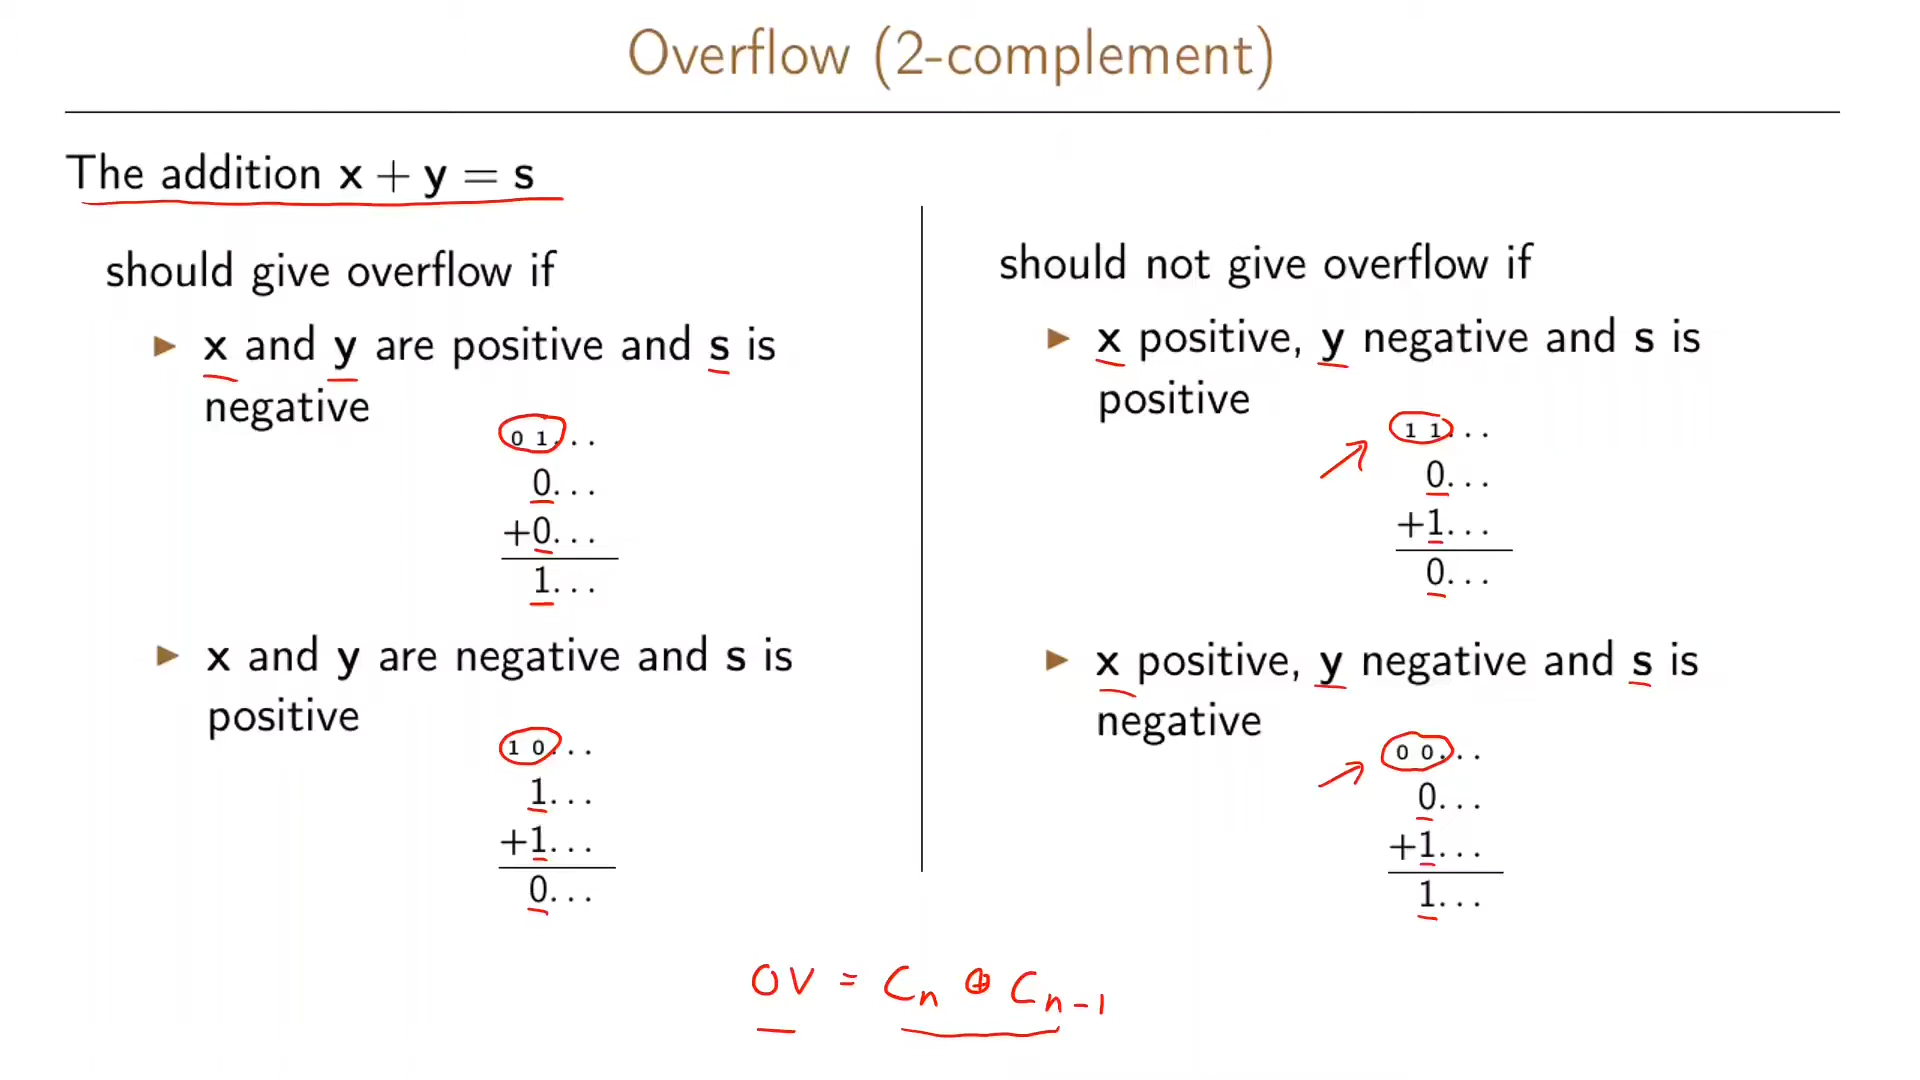 Overflow (2-complement)
The addition x + y = s
should give overflow if
▶ x and y are positive and s is
negative
0 1 . . .
0. . .
+0. . .
1. . .
▶ x and y are negative and s is
positive
1 0 . . .
1. . .
+1. . .
0. . .
should not give overflow if
▶ x positive, y negative and s is
positive
1 1 . . .
0. . .
+1. . .
0. . .
▶ x positive, y negative and s is
negative
0 0 . . .
0. . .
+1. . .
1. . .
OV = Cn ⊕ Cn-1